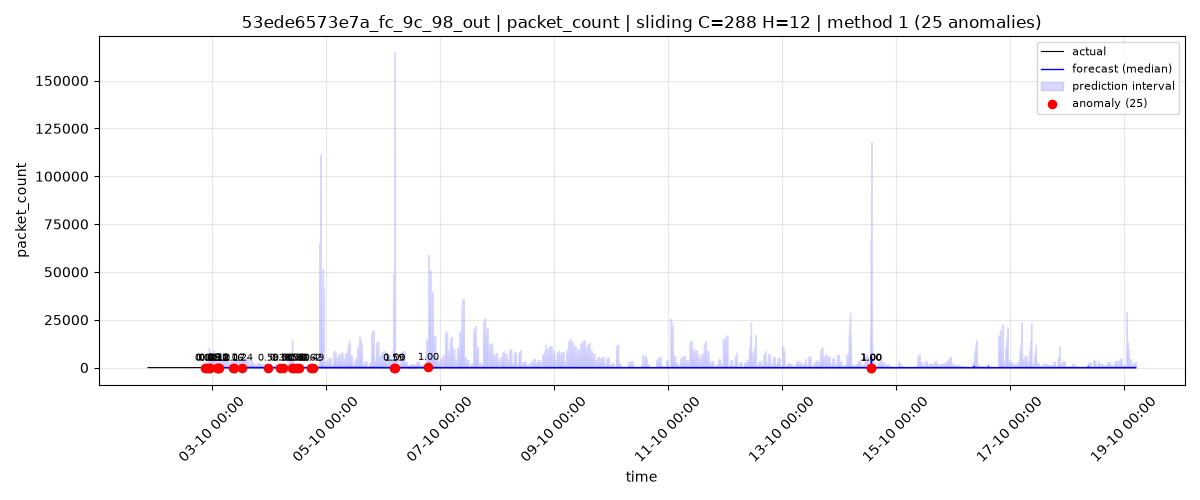 53ede6573e7a_fc_9c_98_out | packet_count | sliding C=288 H=12 | method 1 (25 anomalies)
actual
forecast (median)
prediction interval
anomaly (25)
packet_count
150000
125000
100000
75000
50000
25000
0
1.00
1.00
03-10 00:00
05-10 00:00
07-10 00:00
09-10 00:00
11-10 00:00
13-10 00:00
15-10 00:00
17-10 00:00
19-10 00:00
time